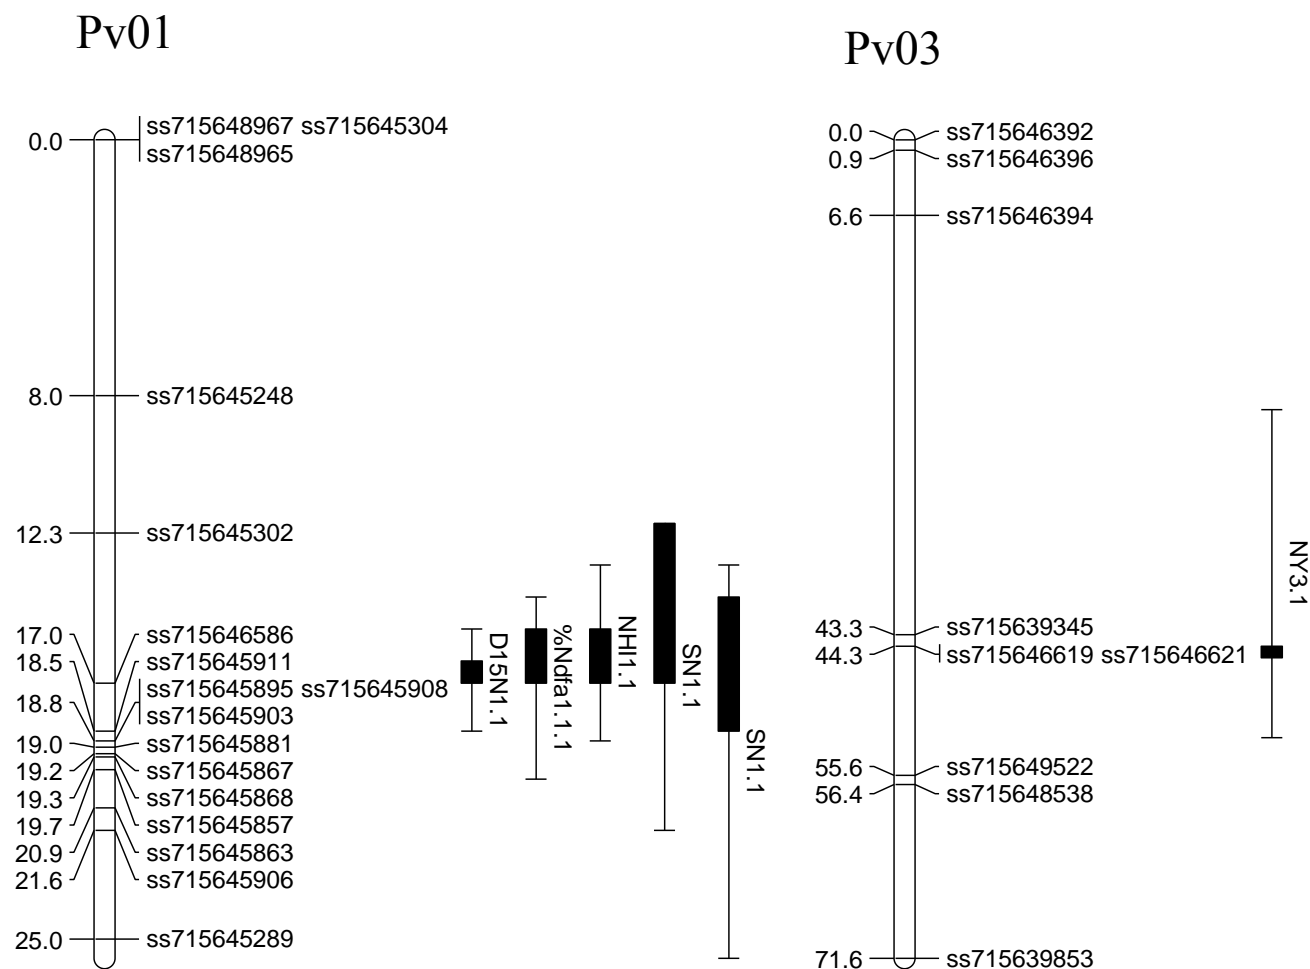 Pv01
0.0 ss715648967 ss715645304
ss715648965
8.0 ss715645248
12.3 ss715645302
17.0 ss715646586
18.5 ss715645911
18.8 ss715645895 ss715645908
ss715645903
19.0 ss715645881
19.2 ss715645867
19.3 ss715645868
19.7 ss715645857
20.9 ss715645863
21.6 ss715645906
25.0 ss715645289
D15N1.1
%Ndfa1.1.1
NHI1.1
SN1.1
SN1.1
Pv03
0.0 ss715646392
0.9 ss715646396
6.6 ss715646394
43.3 ss715639345
44.3 ss715646619 ss715646621
55.6 ss715649522
56.4 ss715648538
71.6 ss715639853
NY3.1